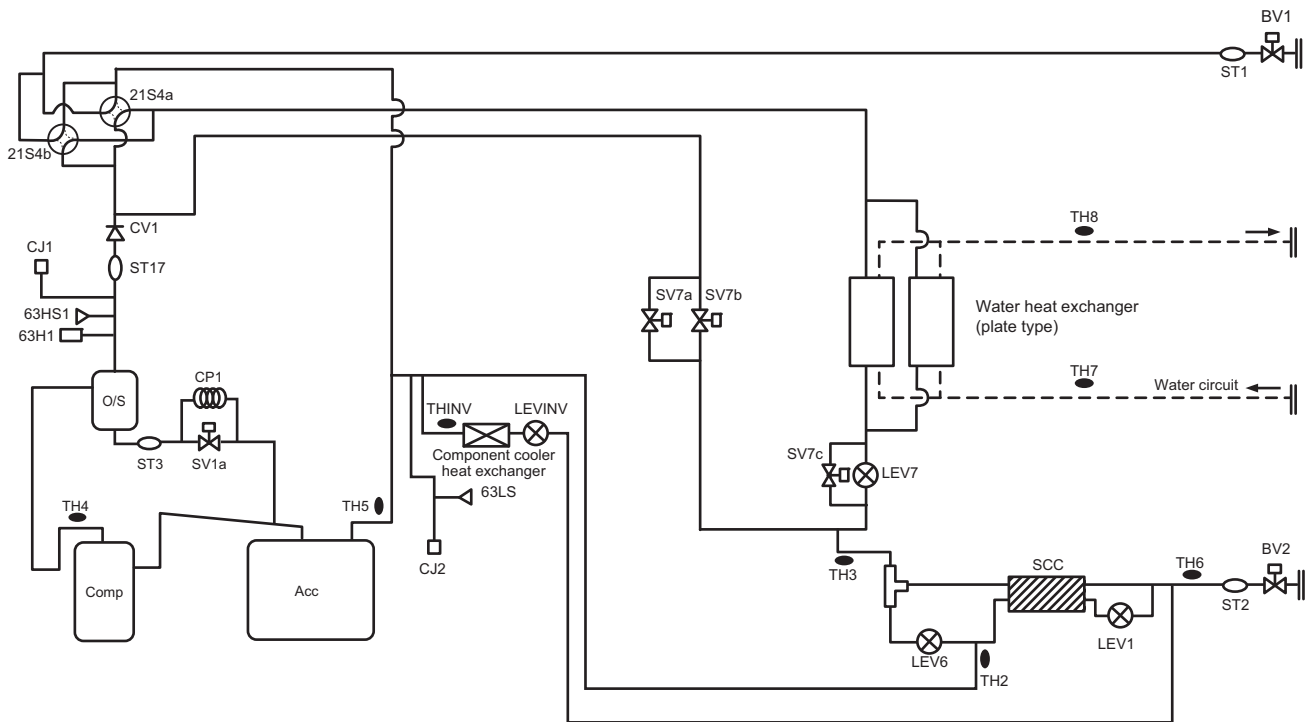 BV1
ST1
21S4a
21S4b
CV1
CJ1
ST17
63HS1
63H1
TH8
SV7a
SV7b
Water heat exchanger
(plate type)
CP1
O/S
THINV
LEVINV
TH7
Water circuit
ST3
SV1a
Component cooler
heat exchanger
SV7c
LEV7
63LS
TH4
TH5
CJ2
TH3
SCC
TH6
BV2
Comp
Acc
ST2
LEV6
LEV1
TH2